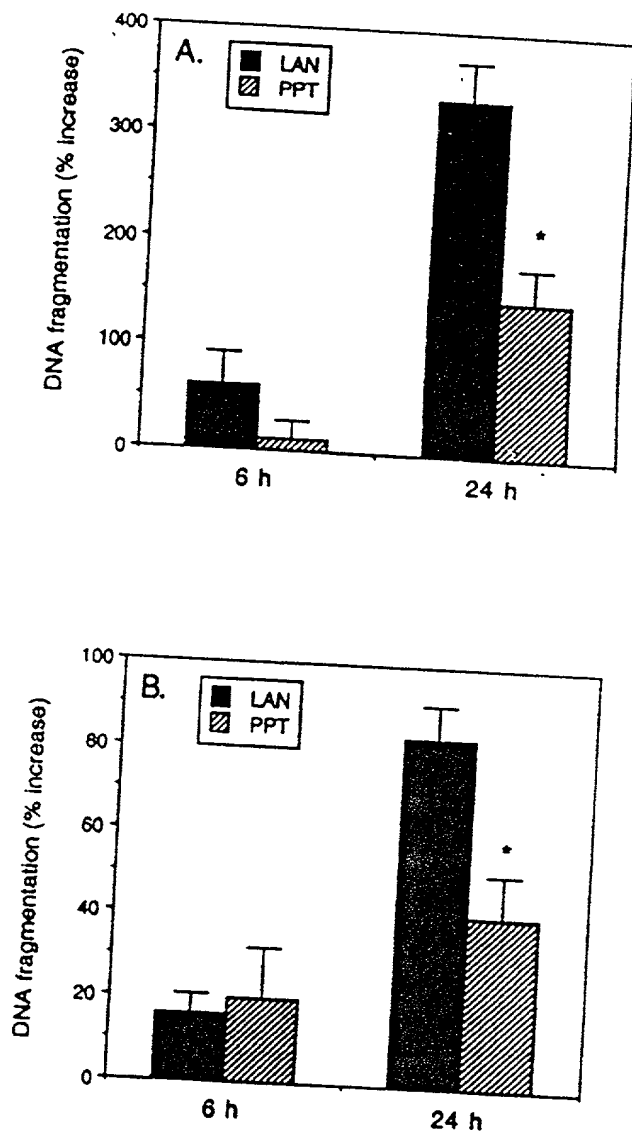 A.
LAN
PPT
DNA fragmentation (% increase)
400
300
200
100
0
6 h
24 h
*
B.
LAN
PPT
DNA fragmentation (% increase)
100
80
60
40
20
0
6 h
24 h
*